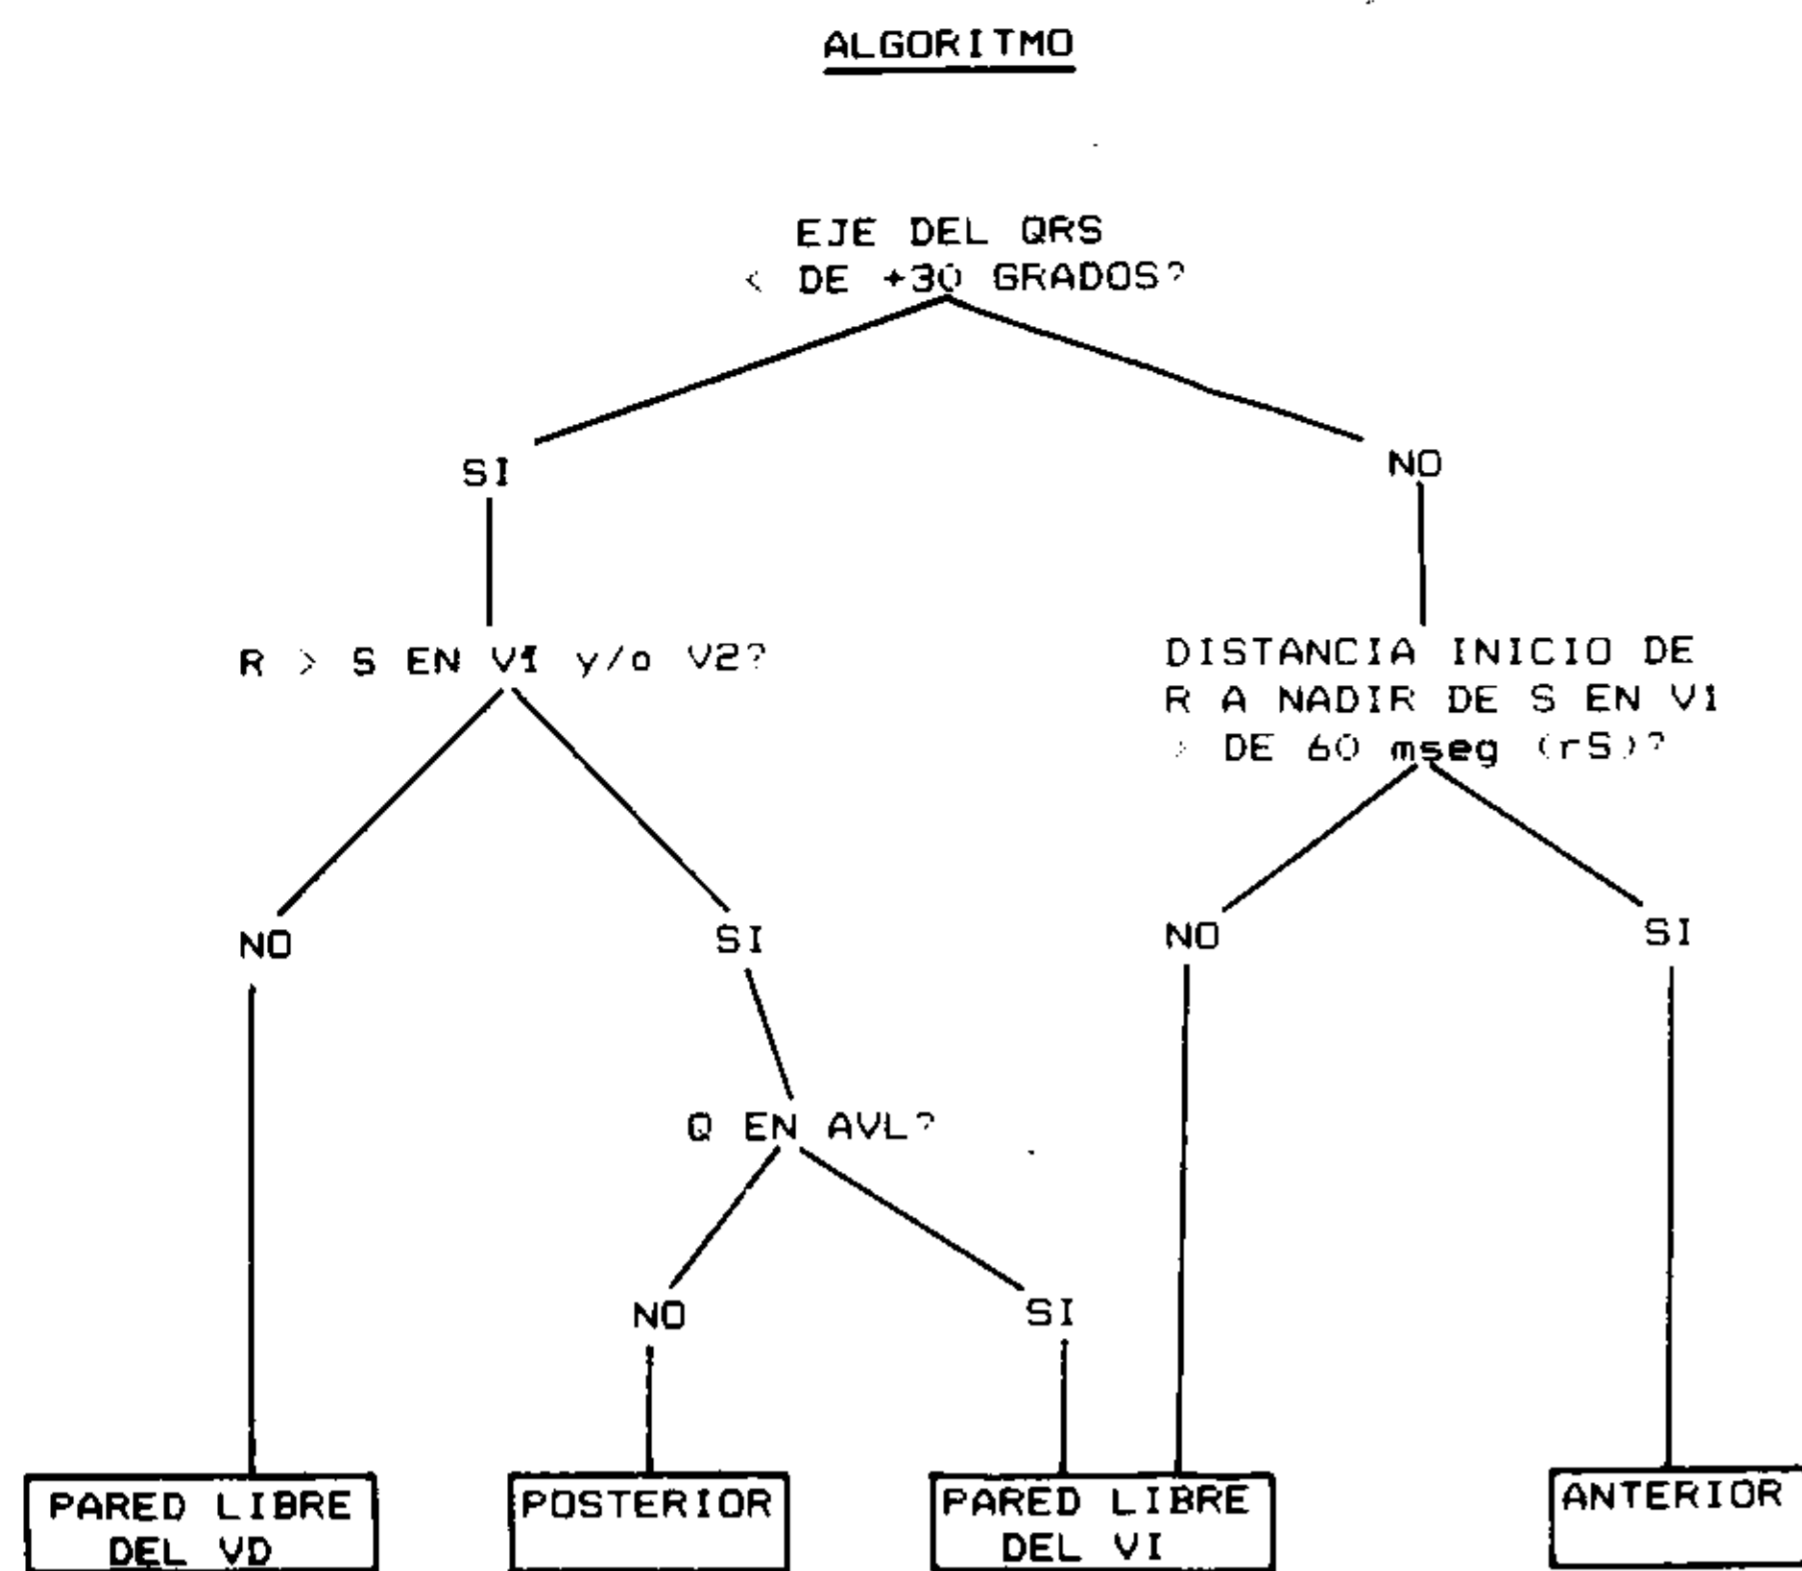 ALGORITMO
EJE DEL QRS
< DE +30 GRADOS?
SI
NO
R > S EN V1 y/o V2?
DISTANCIA INICIO DE
R A NADIR DE S EN V1
> DE 60 mseg (rS)?
NO
SI
NO
SI
Q EN AVL?
NO
SI
PARED LIBRE
DEL VD
POSTERIOR
PARED LIBRE
DEL VI
ANTERIOR